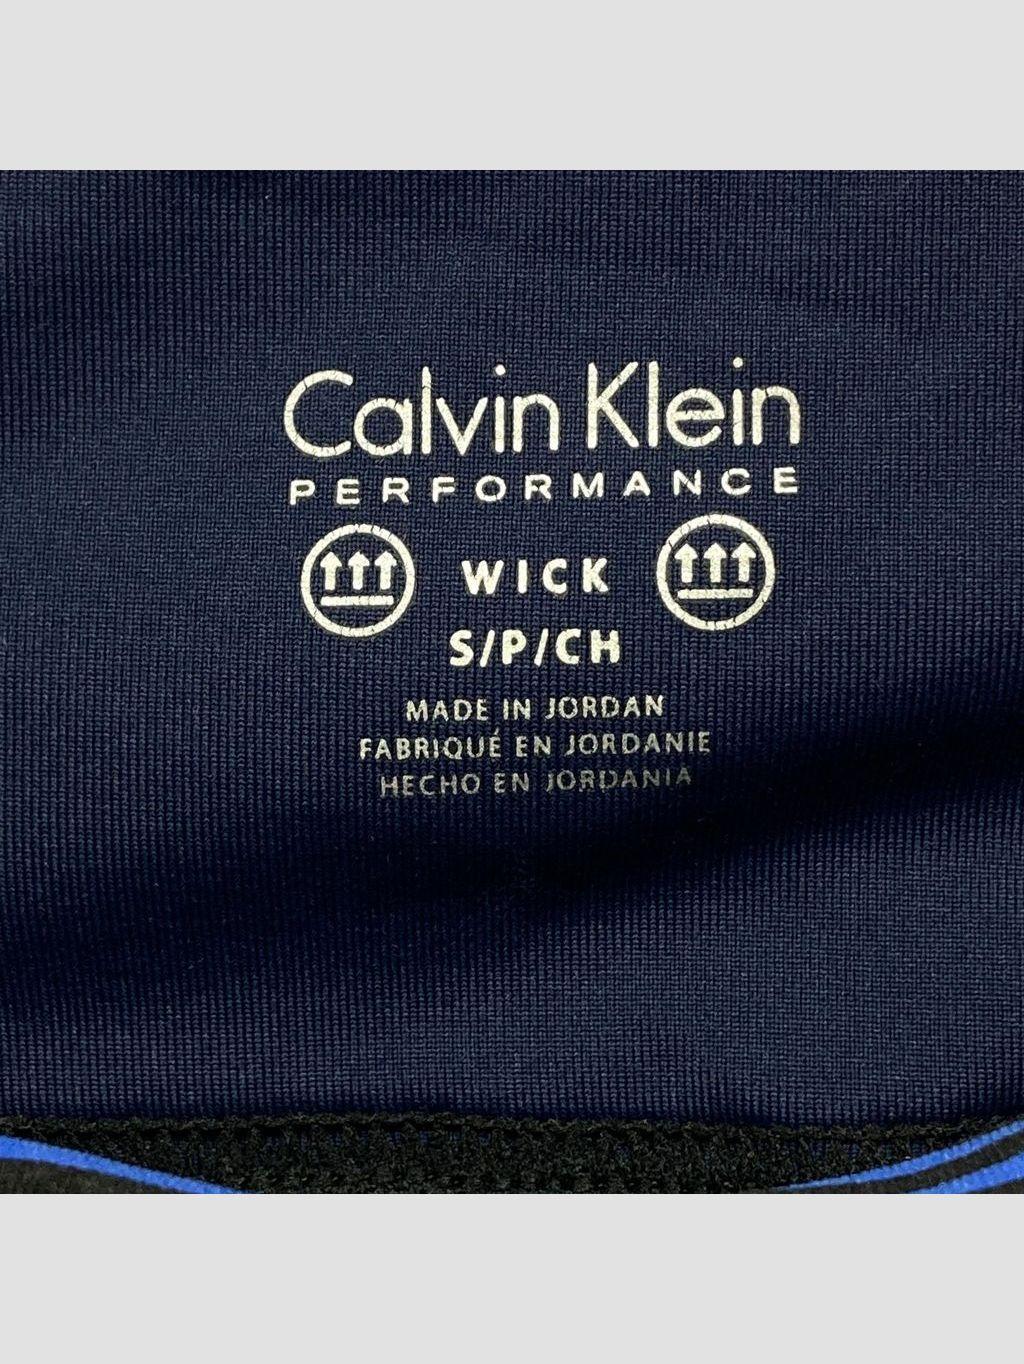 Calvin Klein
PERFORMANCE
WICK
S/P/CH
MADE IN JORDAN
FABRIQUÉ EN JORDANIE
HECHO EN JORDANIA